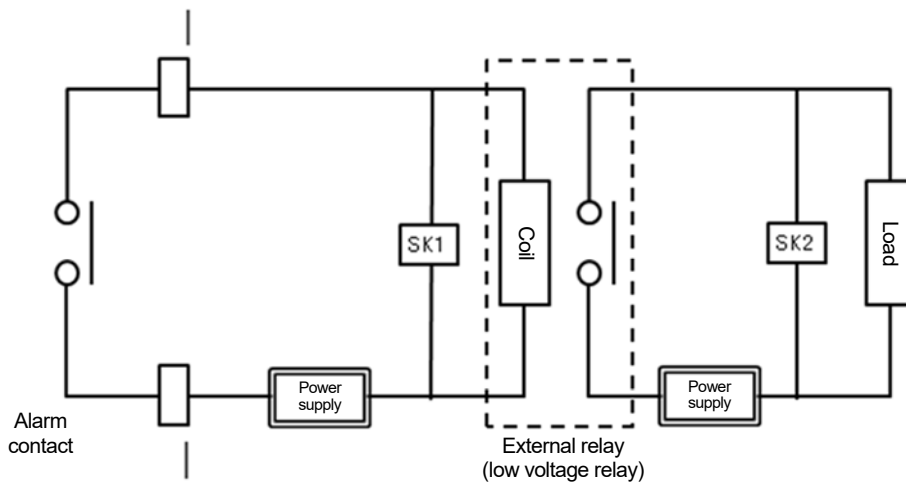 SK1
Coil
SK2
Load
Power
supply
Power
supply
Alarm
contact
External relay
(low voltage relay)